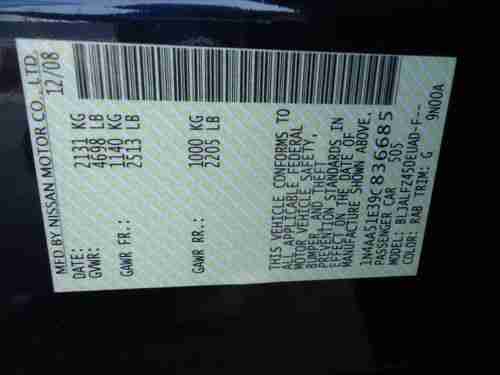 MFD BY NISSAN MOTOR CO., LTD.
DATE: 12/08
GVWR: 2131 KG
4698 LB
GAWR FR: 1140 KG
2513 LB
GAWR RR: 1000 KG
2205 LB
THIS VEHICLE CONFORMS TO
ALL APPLICABLE FEDERAL
MOTOR VEHICLE SAFETY,
BUMPER, AND THEFT
PREVENTION STANDARDS IN
EFFECT ON THE DATE OF
MANUFACTURE SHOWN ABOVE.
1N4AA51E39C836685
PASSENGER CAR S05
BL3ALFZ450EUAD-F--
COLOR: RAB TRIM: G 9N00A